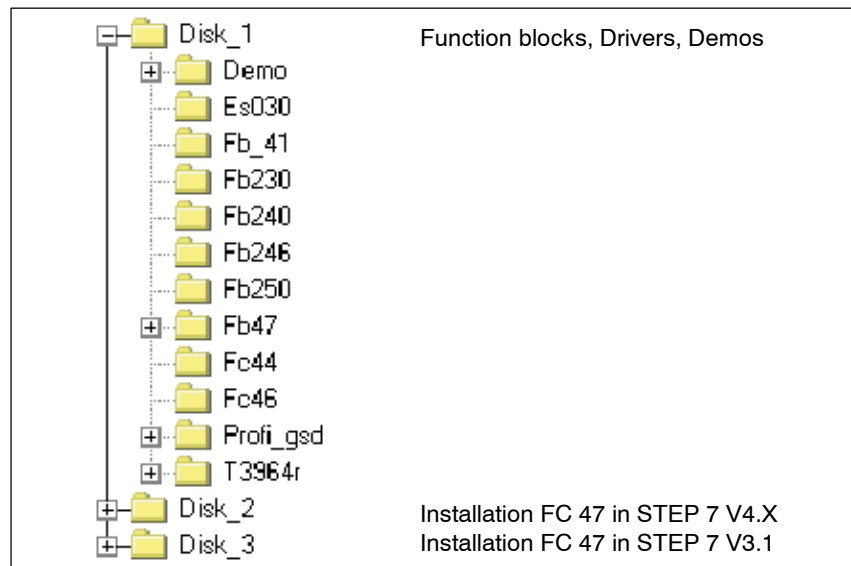 Disk_1 Function blocks, Drivers, Demos
Demo
Es030
Fb_41
Fb230
Fb240
Fb246
Fb250
Fb47
Fc44
Fc46
Profi_gsd
T3964r
Disk_2 Installation FC 47 in STEP 7 V4.X
Disk_3 Installation FC 47 in STEP 7 V3.1